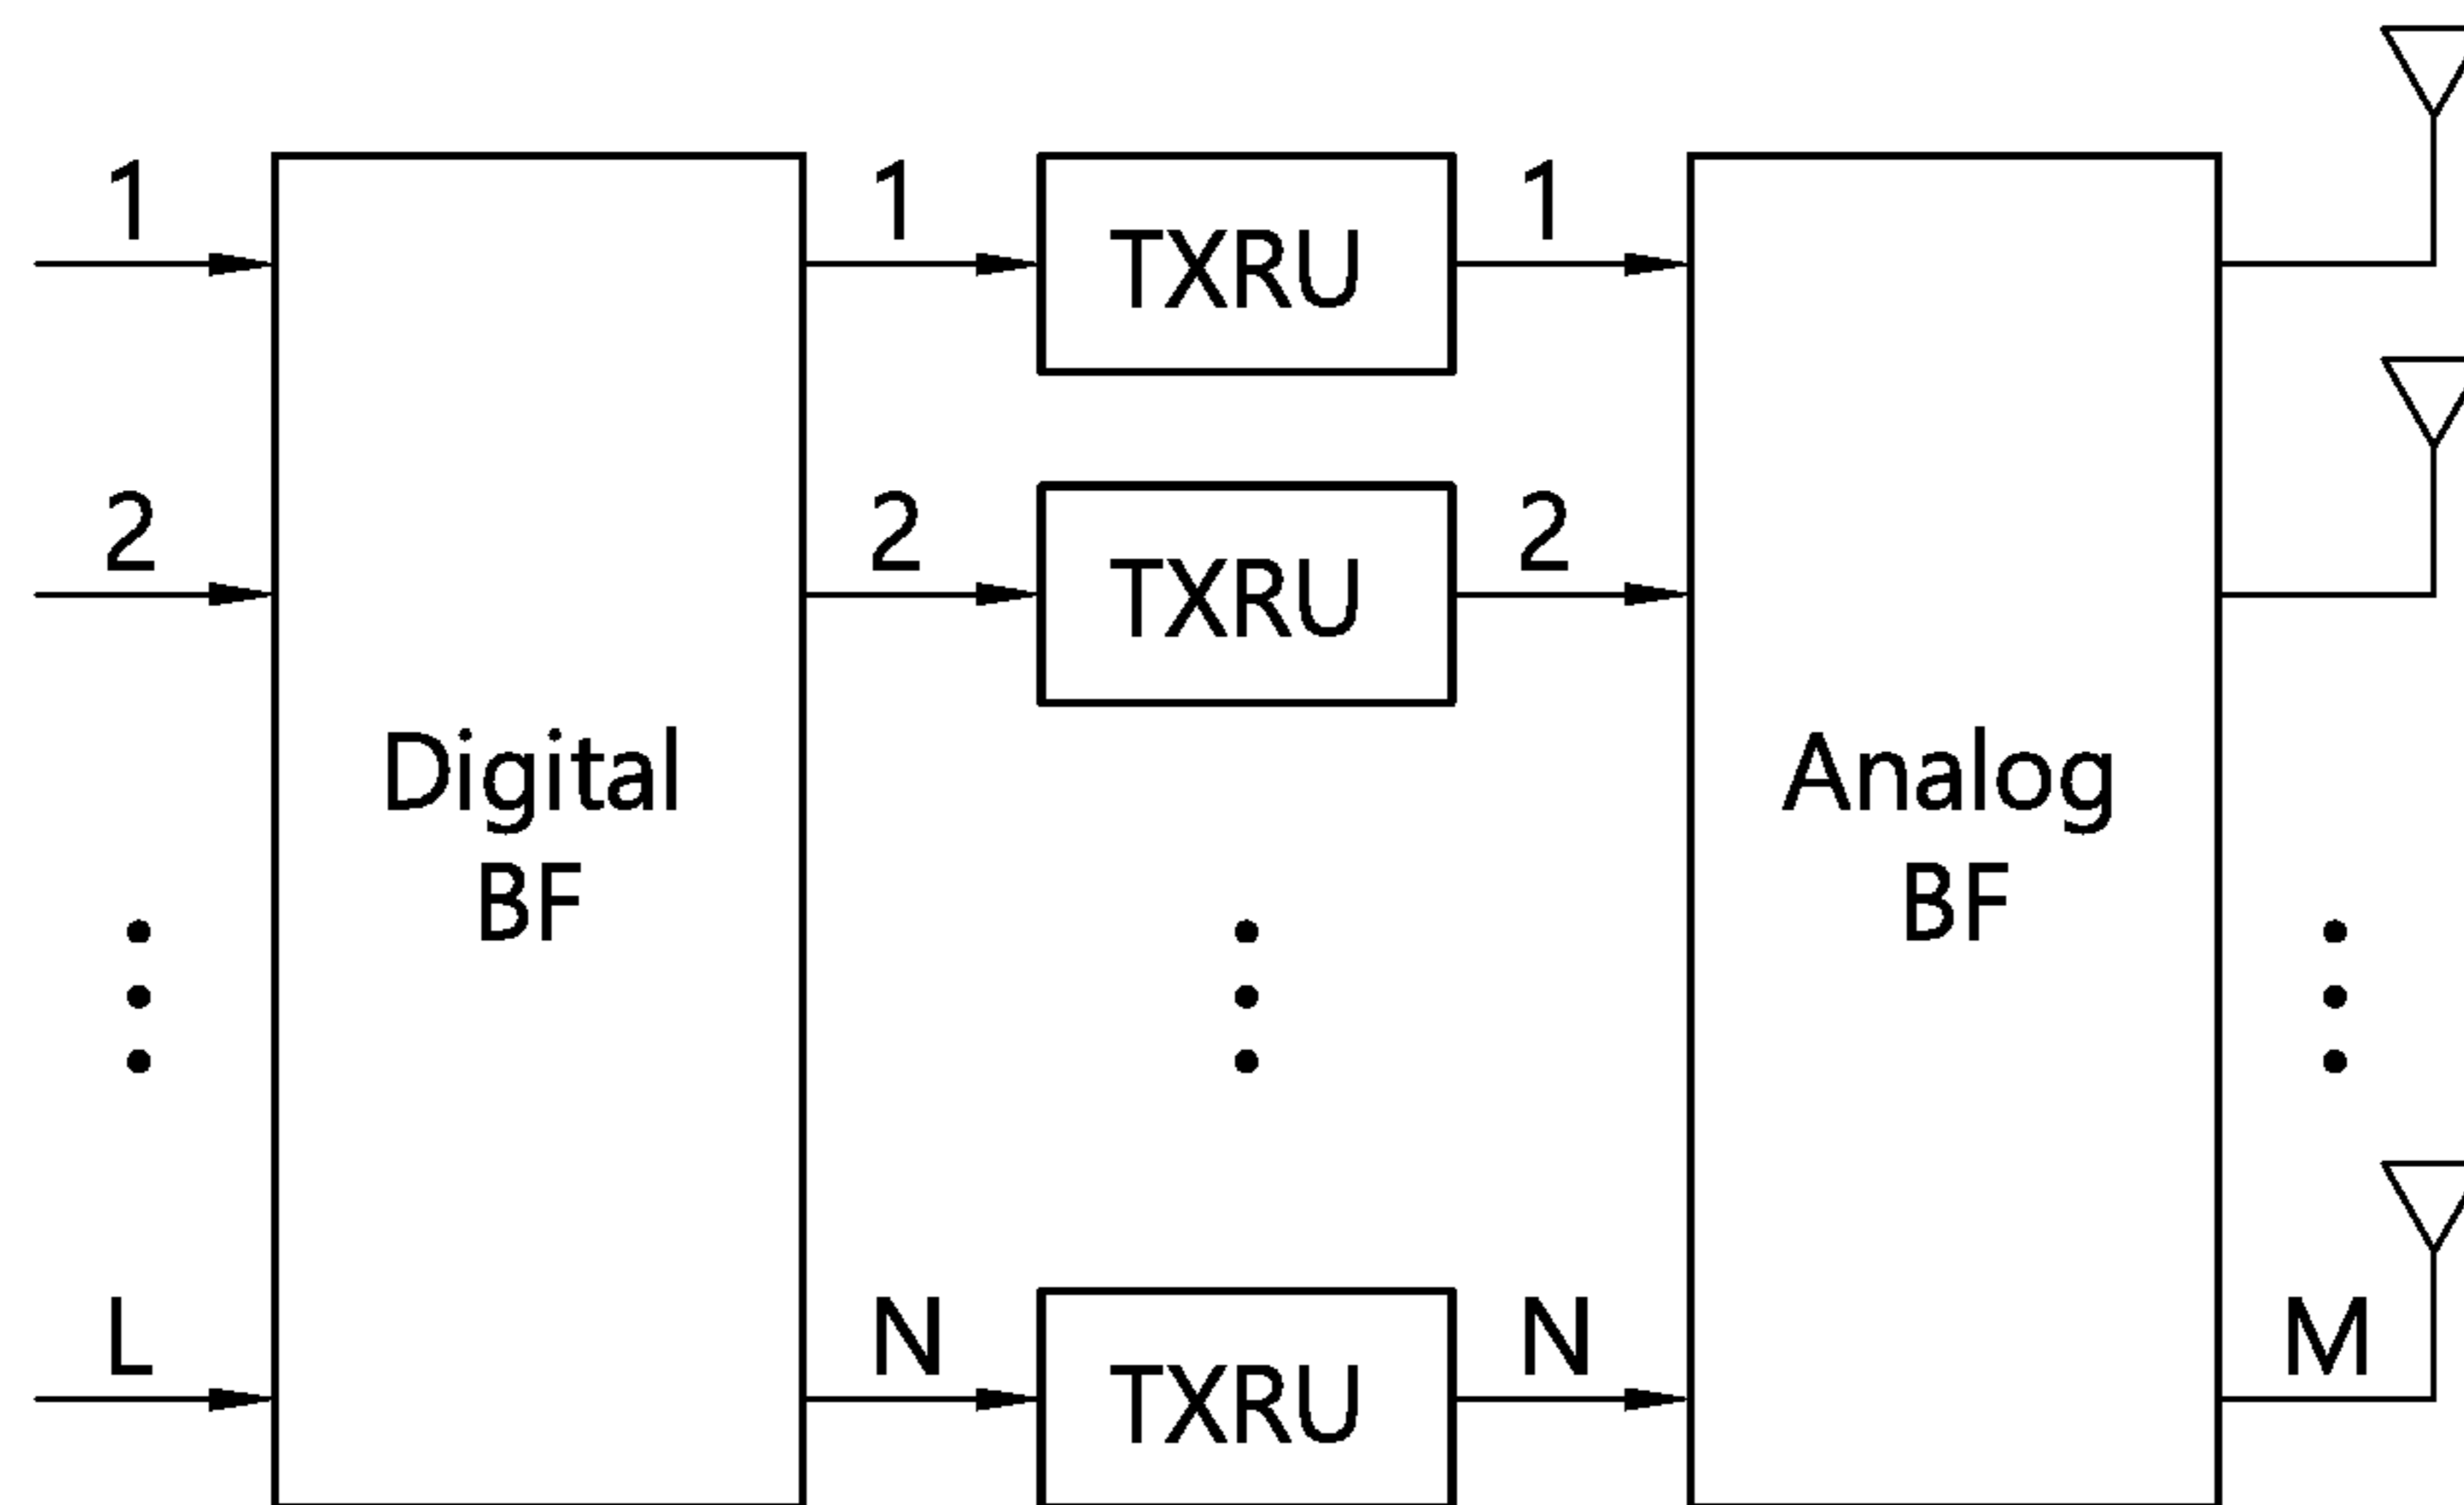 1 1 TXRU 1
2 2 TXRU 2
Digital
BF
Analog
BF
L N TXRU N M